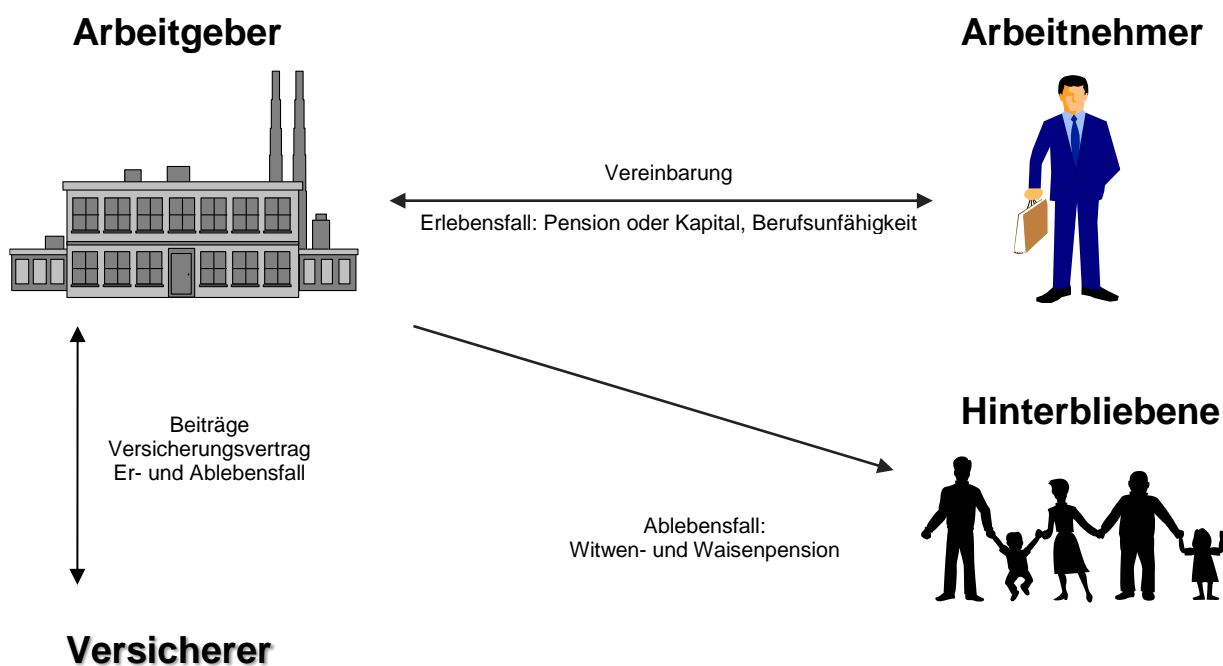 Arbeitgeber
Arbeitnehmer
Vereinbarung
Erlebensfall: Pension oder Kapital, Berufsunfähigkeit
Beiträge
Versicherungsvertrag
Er- und Ablebensfall
Hinterbliebene
Ablebensfall:
Witwen- und Waisenpension
Versicherer